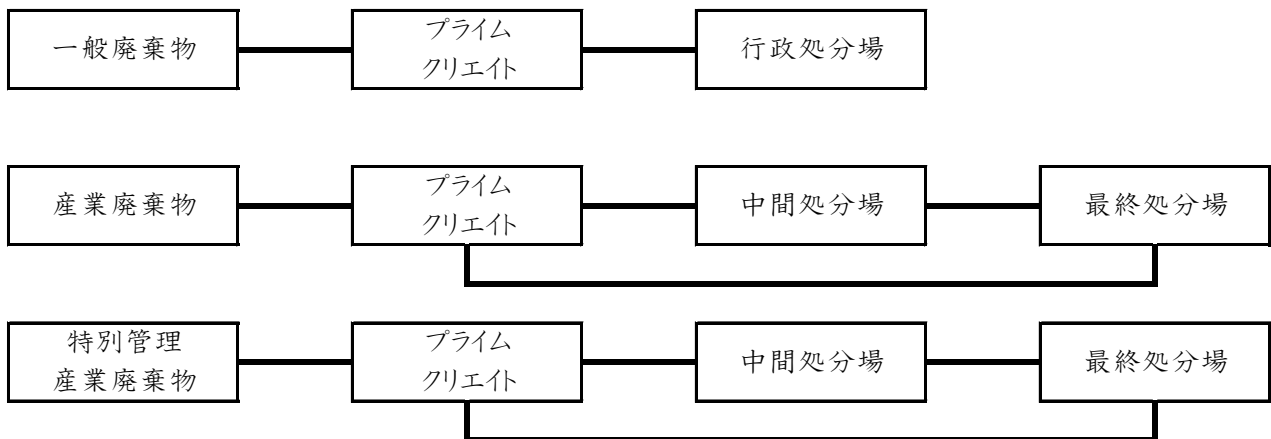 一般廃棄物
プライム
クリエイト
行政処分場
産業廃棄物
プライム
クリエイト
中間処分場
最終処分場
特別管理
産業廃棄物
プライム
クリエイト
中間処分場
最終処分場